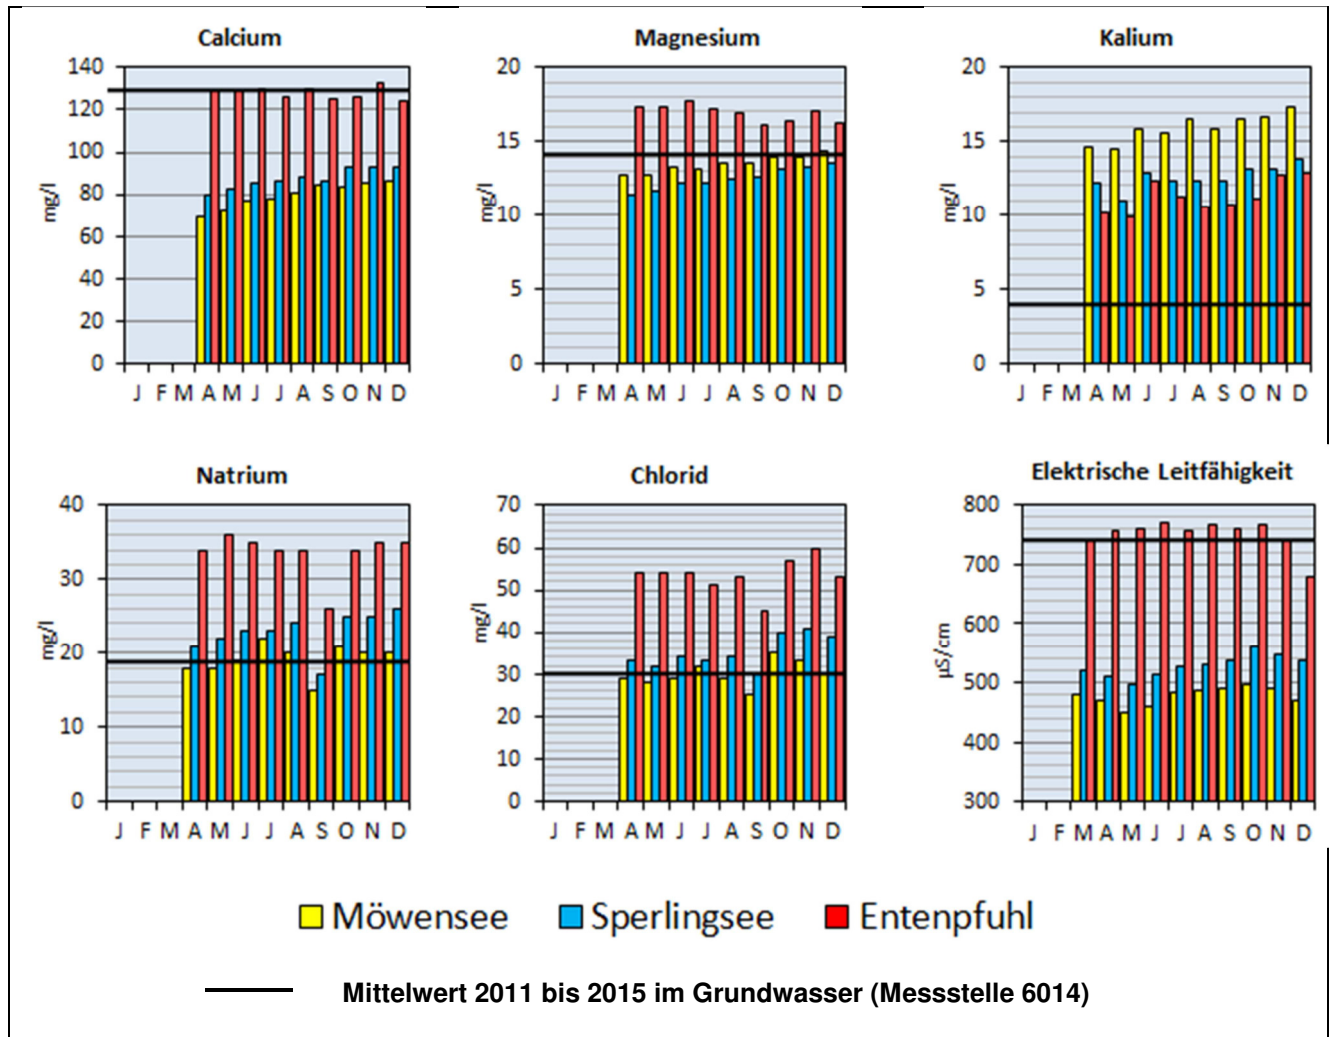 Calcium
140
120
100
80
60
40
20
0
mg/l
J F M A M J J A S O N D
Magnesium
20
15
10
5
0
mg/l
J F M A M J J A S O N D
Kalium
20
15
10
5
0
mg/l
J F M A M J J A S O N D
Natrium
40
30
20
10
0
mg/l
J F M A M J J A S O N D
Chlorid
70
60
50
40
30
20
10
0
mg/l
J F M A M J J A S O N D
Elektrische Leitfähigkeit
800
700
600
500
400
300
µS/cm
J F M A M J J A S O N D
Möwensee Sperlingsee Entenpfuhl
Mittelwert 2011 bis 2015 im Grundwasser (Messstelle 6014)